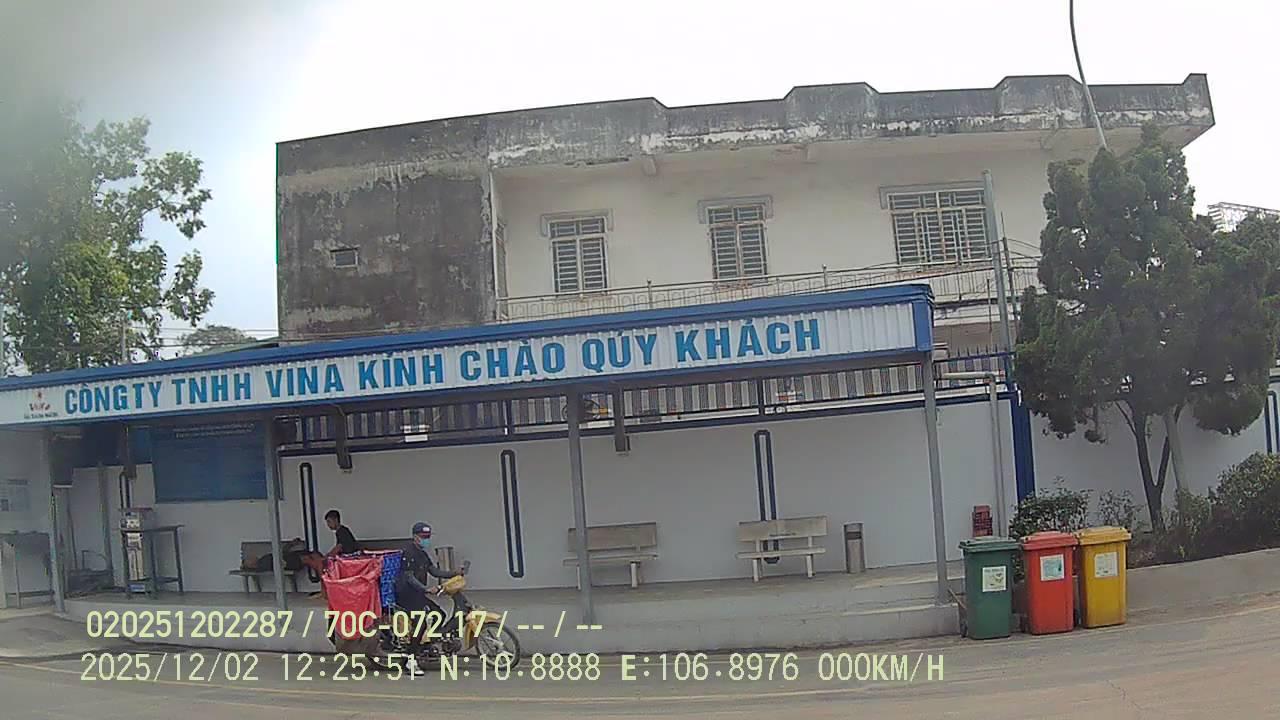 CÔNG TY TNHH VINA KÍNH CHÀO QÚY KHÁCH
020251202287 / 70C-072.17 / -- / --
2025/12/02 12:25:51 N:10.8888 E:106.8976 000KM/H